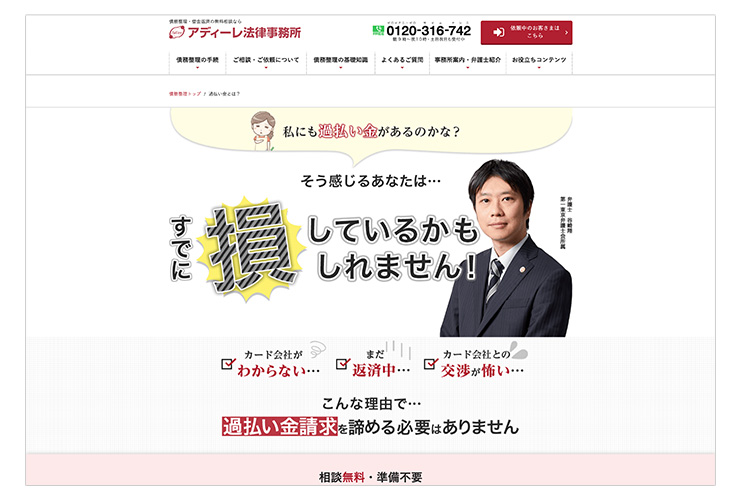 債務整理・借金返済の無料相談なら
アディーレ法律事務所
0120-316-742
朝9時〜夜10時・土日祝日も受付中
依頼中のお客さまは
こちら
債務整理の手続
ご相談・ご依頼について
債務整理の基礎知識
よくあるご質問
事務所案内・弁護士紹介
お役立ちコンテンツ
債務整理トップ / 過払い金とは?
私にも過払い金があるのかな?
そう感じるあなたは…
すでに
損しているかも
しれません!
弁護士 谷崎翔
第一東京弁護士会所属
カード会社が
わからない…
まだ
返済中…
カード会社との
交渉が怖い…
こんな理由で…
過払い金請求を諦める必要はありません
相談無料・準備不要